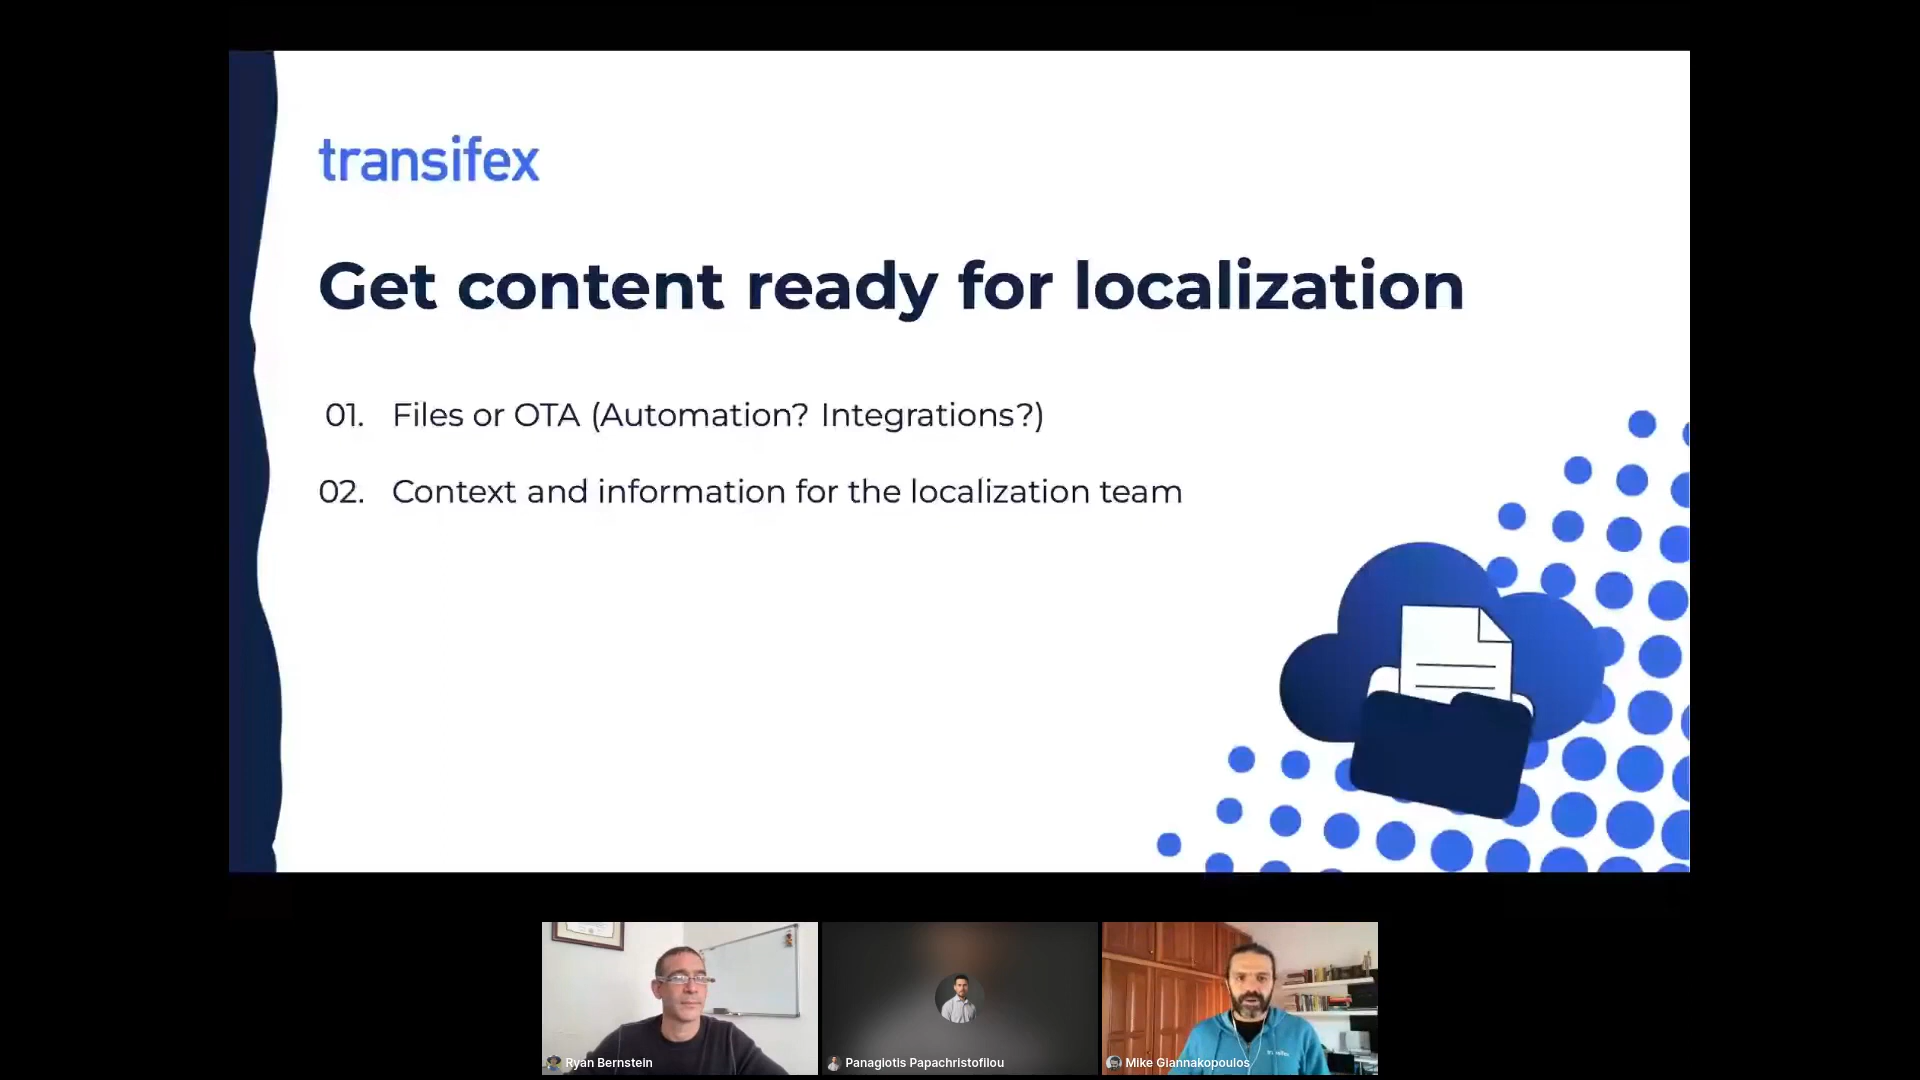 transifex
Get content ready for localization
01. Files or OTA (Automation? Integrations?)
02. Context and information for the localization team
Ryan Bernstein
Panagiotis Papachristofilou
Mike Giannakopoulos